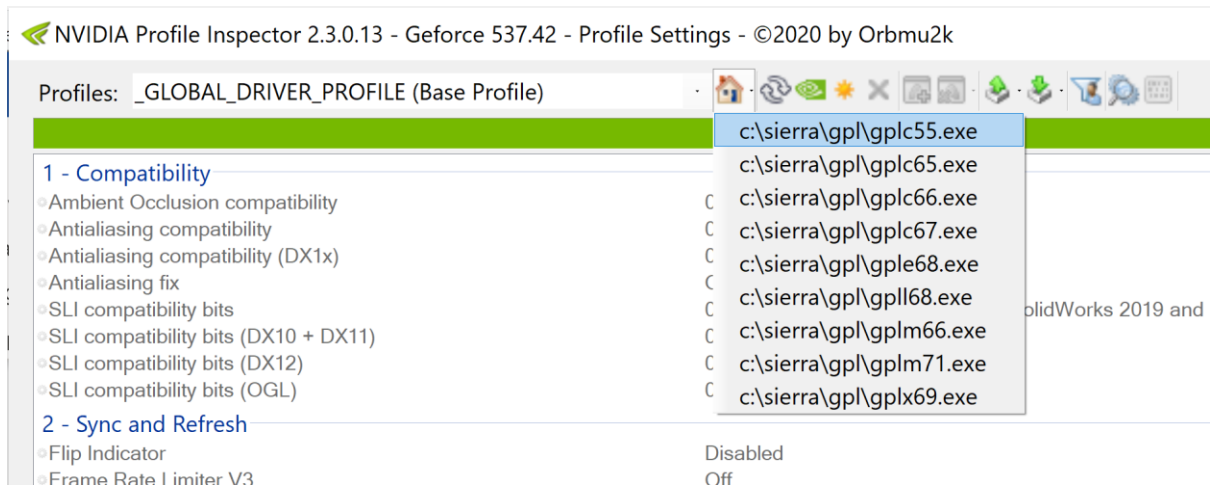 NVIDIA Profile Inspector 2.3.0.13 - Geforce 537.42 - Profile Settings - ©2020 by Orbmu2k
Profiles: _GLOBAL_DRIVER_PROFILE (Base Profile)
c:\sierra\gpl\gplc55.exe
c:\sierra\gpl\gplc65.exe
c:\sierra\gpl\gplc66.exe
c:\sierra\gpl\gplc67.exe
c:\sierra\gpl\gple68.exe
c:\sierra\gpl\gpll68.exe
c:\sierra\gpl\gplm66.exe
c:\sierra\gpl\gplm71.exe
c:\sierra\gpl\gplx69.exe
1 - Compatibility
Ambient Occlusion compatibility
Antialiasing compatibility
Antialiasing compatibility (DX1x)
Antialiasing fix
SLI compatibility bits 2019 and
SLI compatibility bits (DX10 + DX11)
SLI compatibility bits (DX12)
SLI compatibility bits (OGL)
2 - Sync and Refresh
Flip Indicator Disabled
Frame Rate Limiter V3 Off